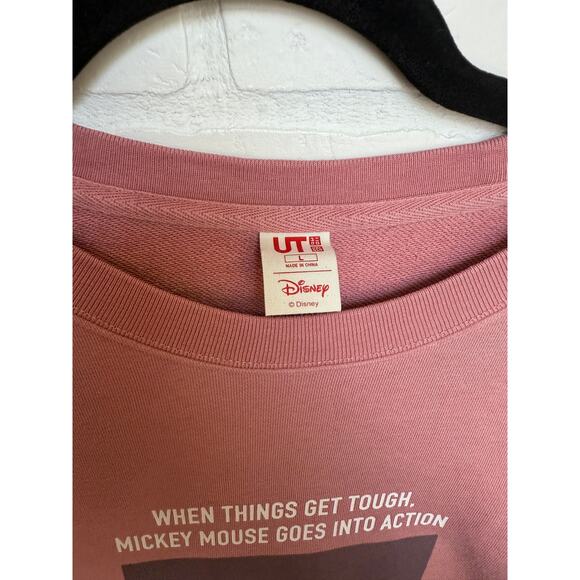 UT
L
MADE IN CHINA
Disney
© Disney
WHEN THINGS GET TOUGH,
MICKEY MOUSE GOES INTO ACTION